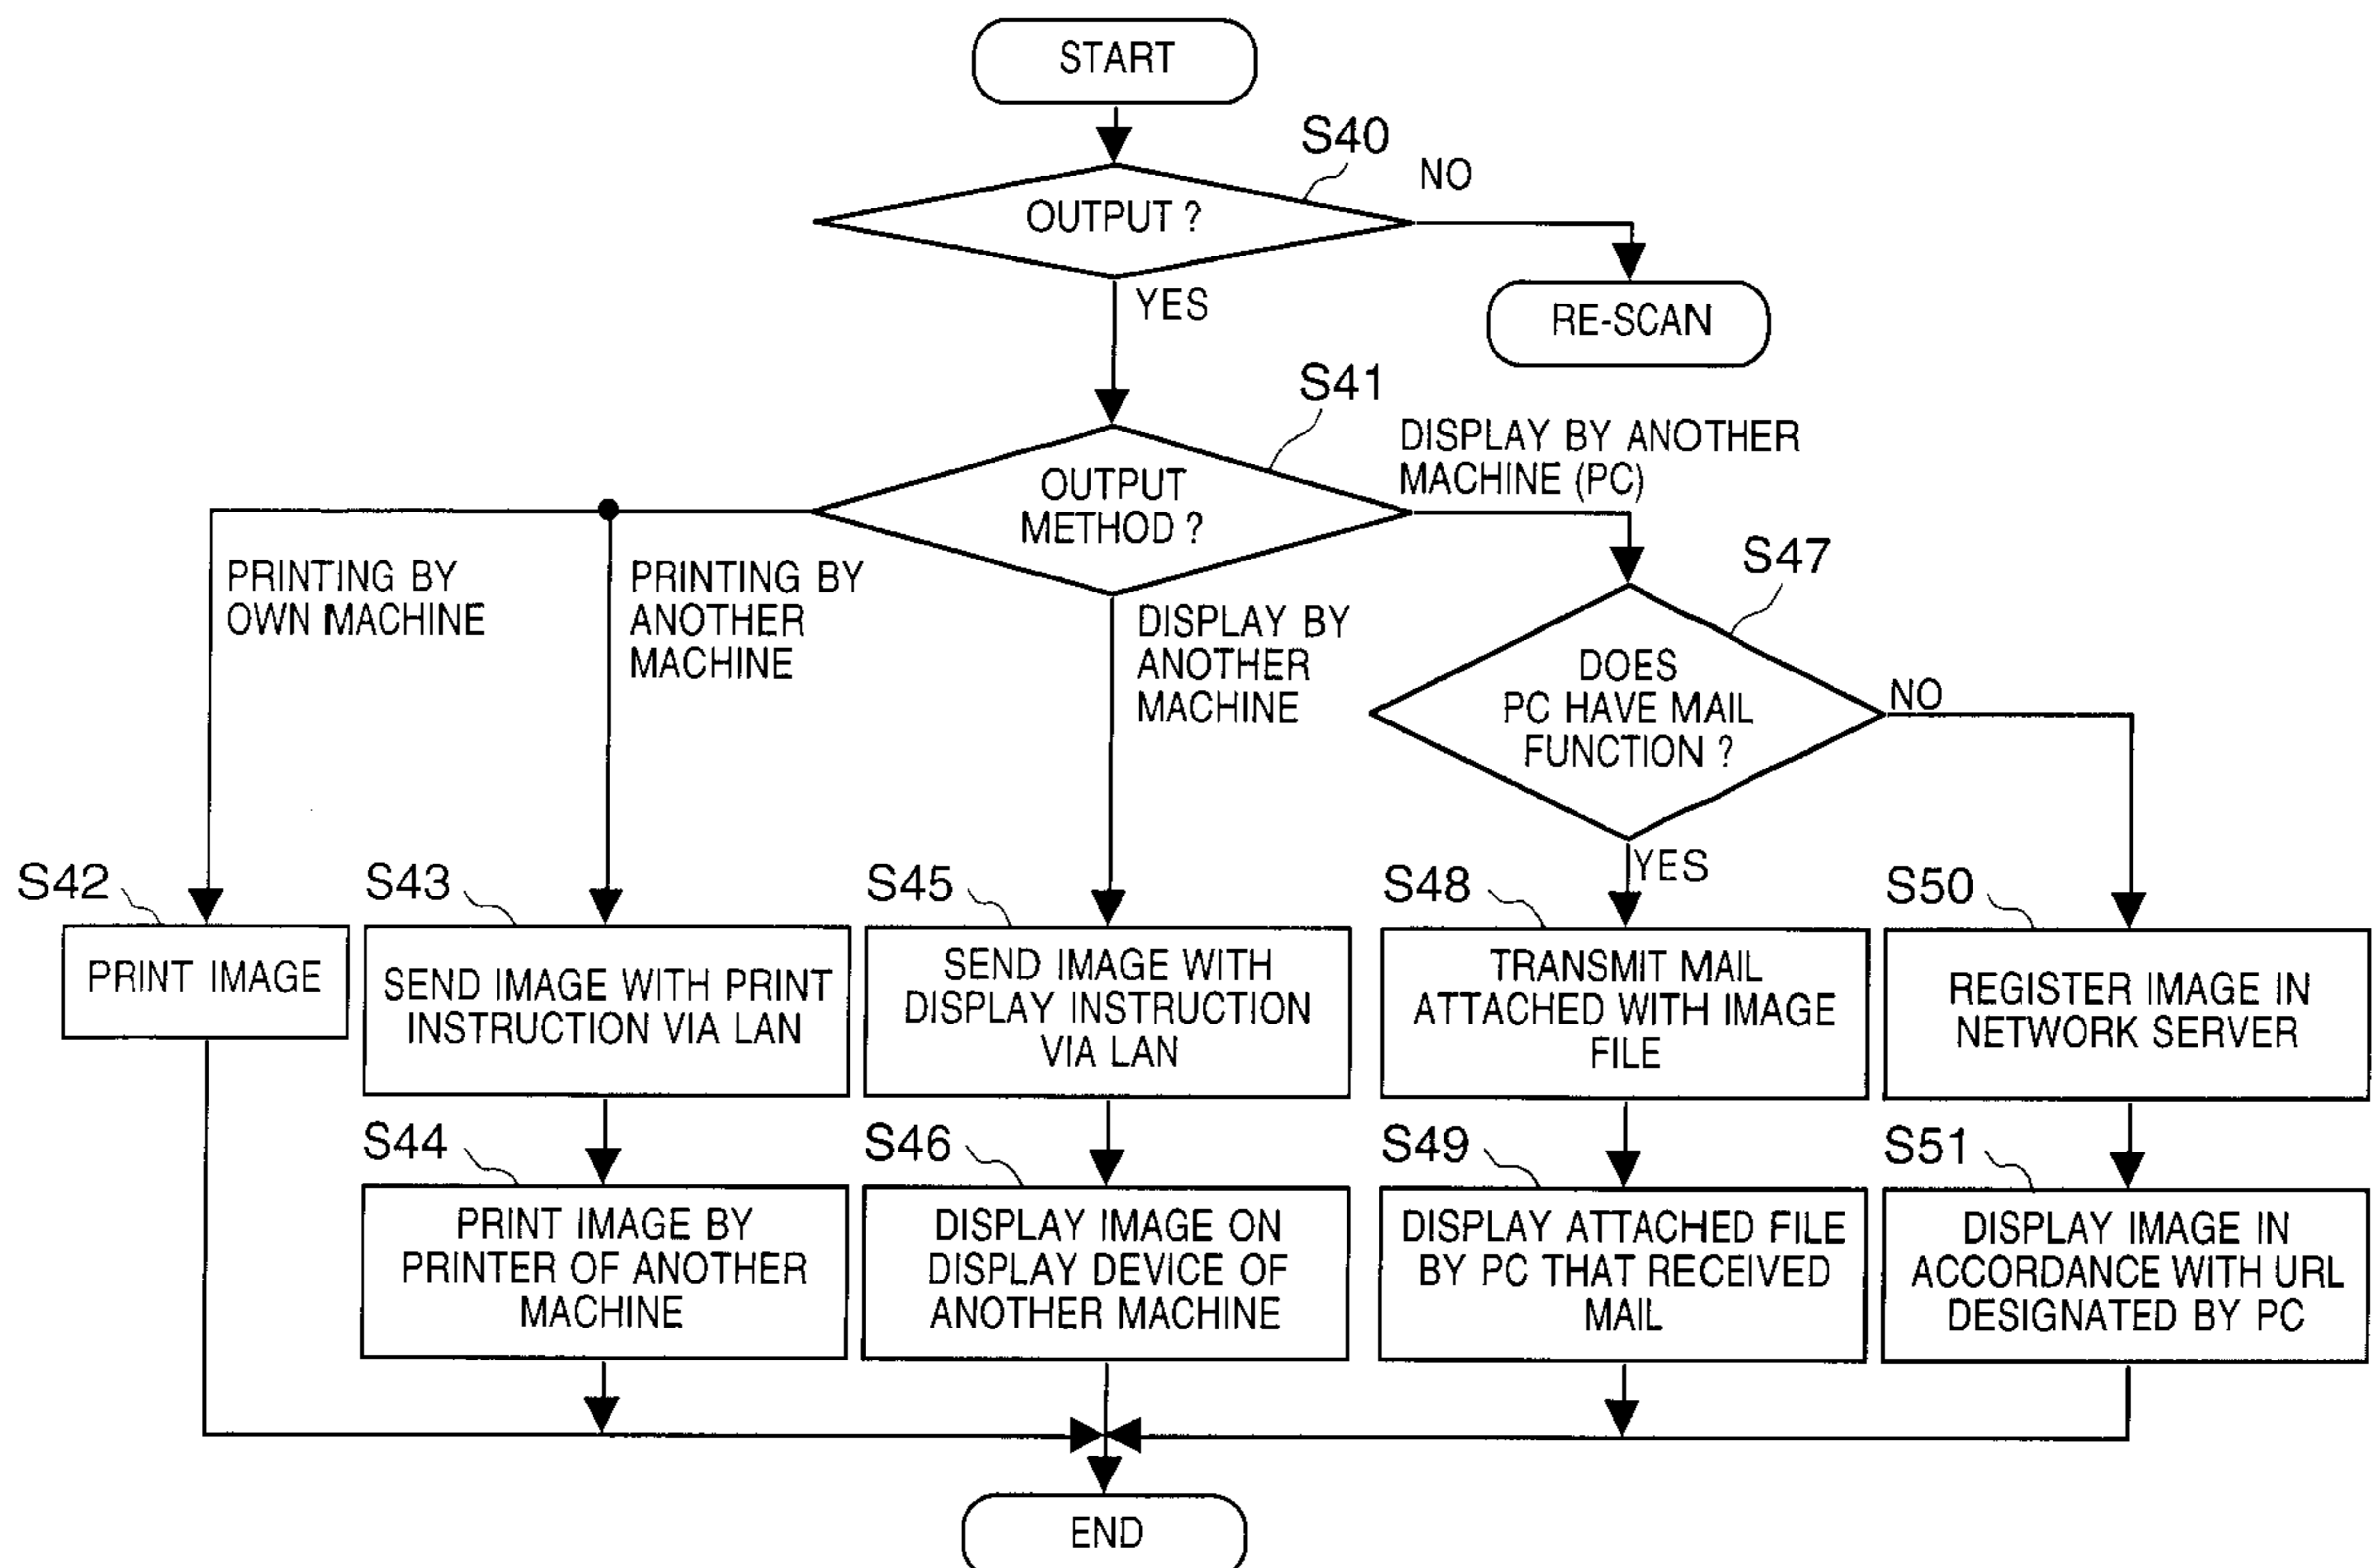 START
S40
NO
OUTPUT ?
YES
RE-SCAN
S41
DISPLAY BY ANOTHER
MACHINE (PC)
OUTPUT
METHOD ?
S47
PRINTING BY
OWN MACHINE
PRINTING BY
ANOTHER
MACHINE
DISPLAY BY
ANOTHER
MACHINE
DOES
PC HAVE MAIL
FUNCTION ?
NO
YES
S42
PRINT IMAGE
S43
SEND IMAGE WITH PRINT
INSTRUCTION VIA LAN
S45
SEND IMAGE WITH
DISPLAY INSTRUCTION
VIA LAN
S48
TRANSMIT MAIL
ATTACHED WITH IMAGE
FILE
S50
REGISTER IMAGE IN
NETWORK SERVER
S44
PRINT IMAGE BY
PRINTER OF ANOTHER
MACHINE
S46
DISPLAY IMAGE ON
DISPLAY DEVICE OF
ANOTHER MACHINE
S49
DISPLAY ATTACHED FILE
BY PC THAT RECEIVED
MAIL
S51
DISPLAY IMAGE IN
ACCORDANCE WITH URL
DESIGNATED BY PC
END